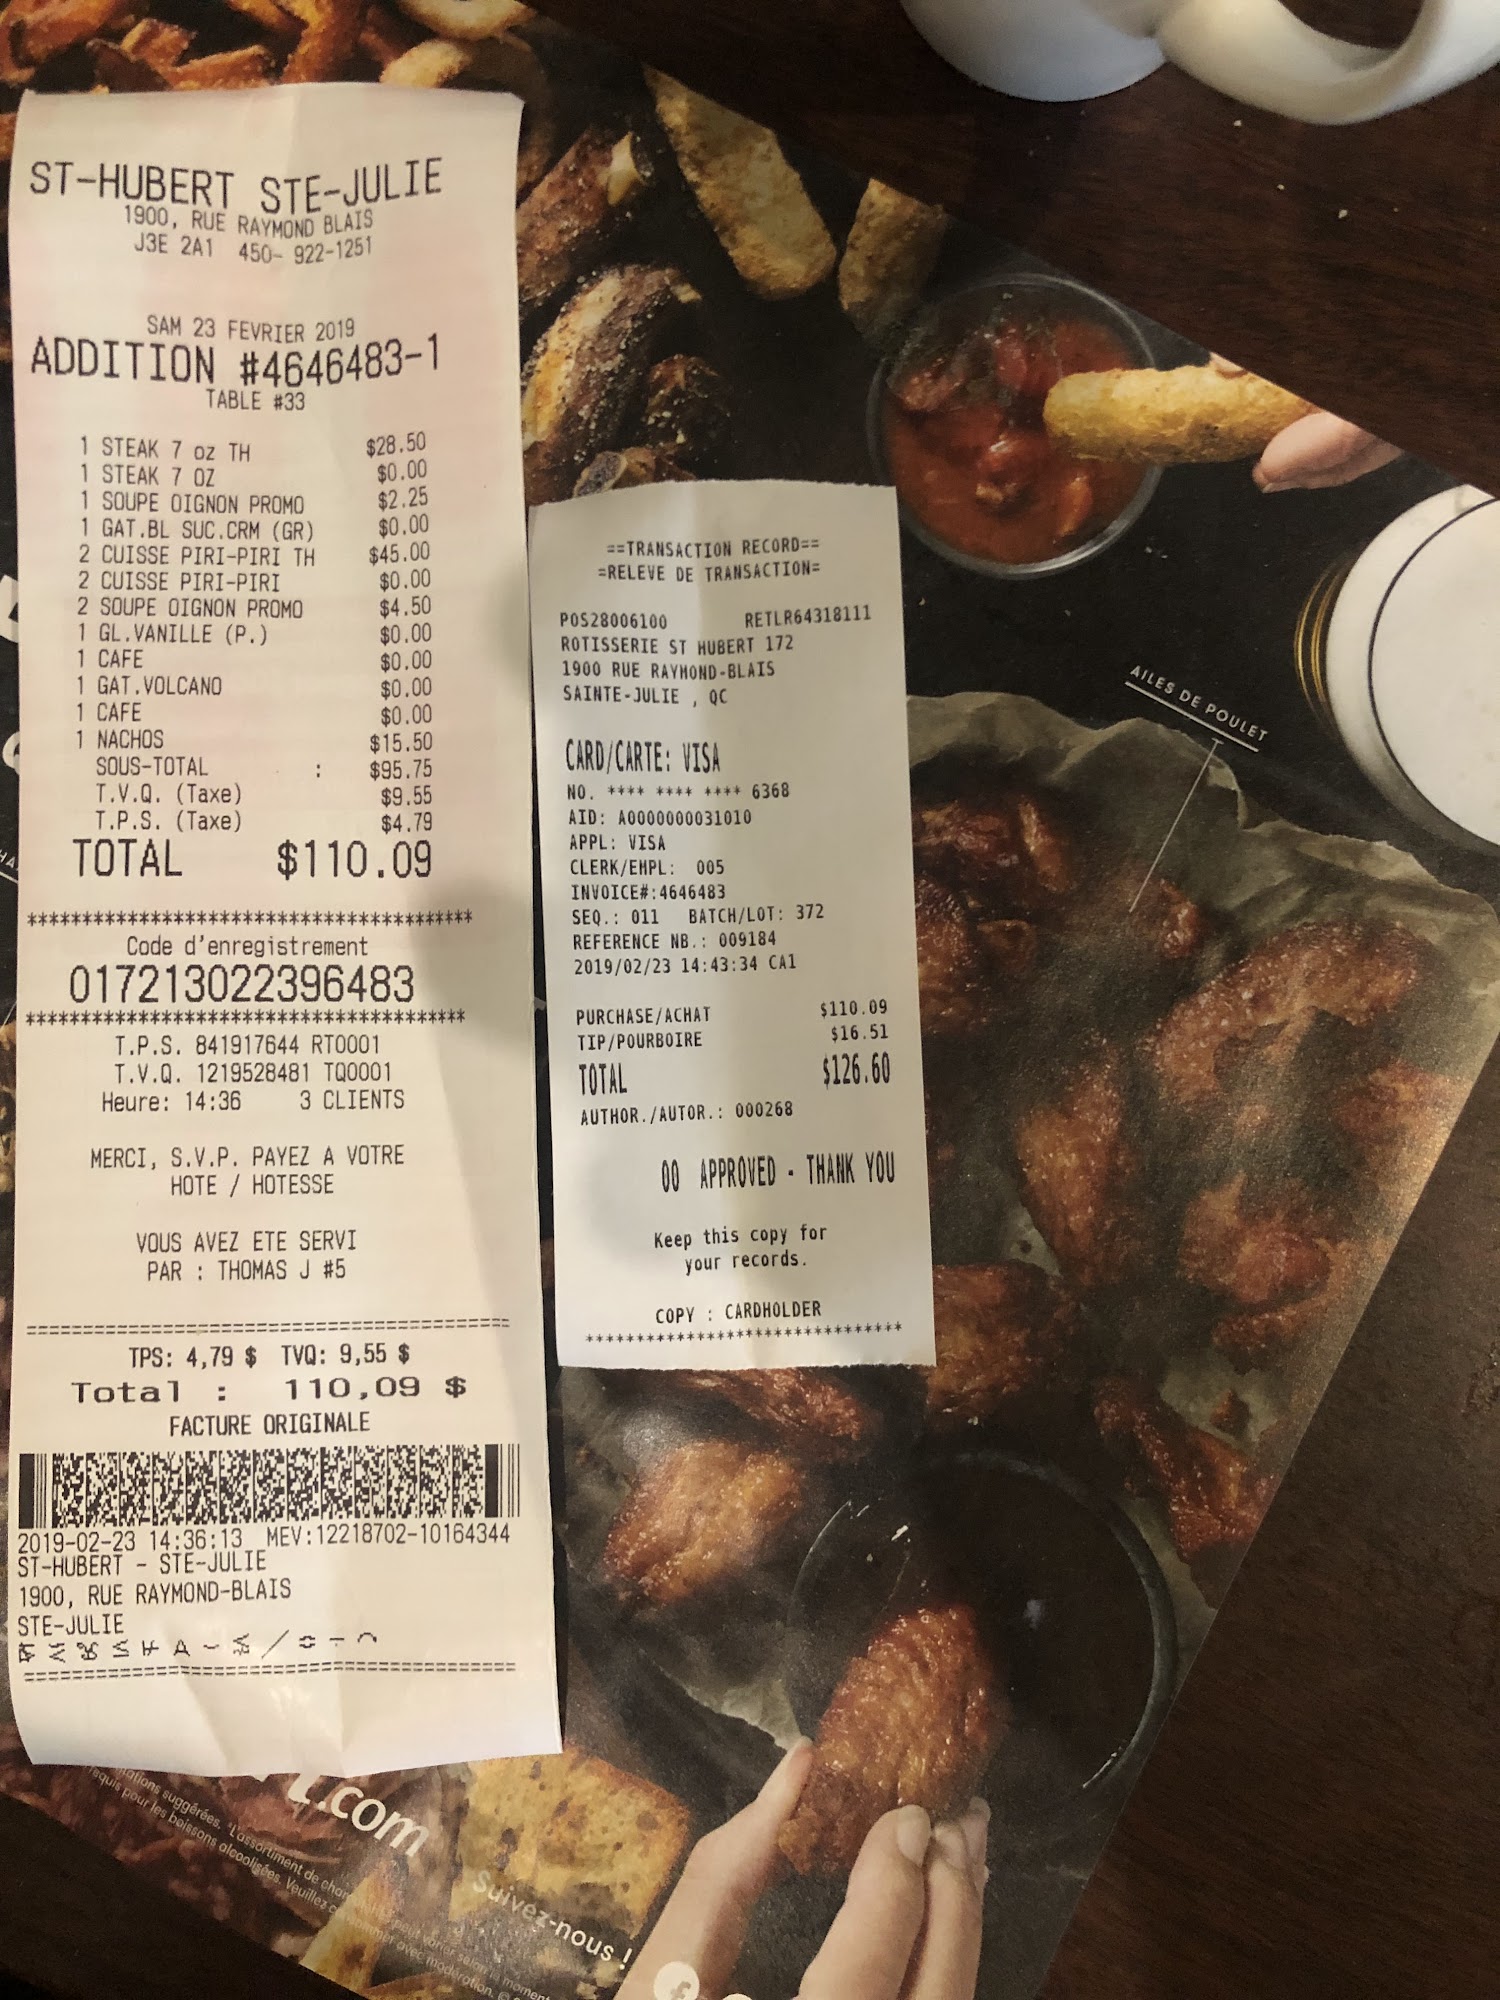 ST-HUBERT STE-JULIE
1900, RUE RAYMOND BLAIS
J3E 2A1 450- 922-1251
SAM 23 FEVRIER 2019
ADDITION #4646483-1
TABLE #33
1 STEAK 7 oz TH $28.50
1 STEAK 7 OZ $0.00
1 SOUPE OIGNON PROMO $2.25
1 GAT.BL SUC.CRM (GR) $0.00
2 CUISSE PIRI-PIRI TH $45.00
2 CUISSE PIRI-PIRI $0.00
2 SOUPE OIGNON PROMO $4.50
1 GL.VANILLE (P.) $0.00
1 CAFE $0.00
1 GAT.VOLCANO $0.00
1 CAFE $0.00
1 NACHOS $15.50
SOUS-TOTAL : $95.75
T.V.Q. (Taxe) $9.55
T.P.S. (Taxe) $4.79
TOTAL $110.09
*****************************************
Code d'enregistrement
017213022396483
*****************************************
T.P.S. 841917644 RT0001
T.V.Q. 1219528481 TQ0001
Heure: 14:36 3 CLIENTS
MERCI, S.V.P. PAYEZ A VOTRE
HOTE / HOTESSE
VOUS AVEZ ETE SERVI
PAR : THOMAS J #5
==========================================
TPS: 4,79 $ TVQ: 9,55 $
Total : 110,09 $
FACTURE ORIGINALE
2019-02-23 14:36:13 MEV:12218702-10164344
ST-HUBERT - STE-JULIE
1900, RUE RAYMOND-BLAIS
STE-JULIE
==========================================
==TRANSACTION RECORD==
=RELEVE DE TRANSACTION=
POS28006100 RETLR64318111
ROTISSERIE ST HUBERT 172
1900 RUE RAYMOND-BLAIS
SAINTE-JULIE , QC
CARD/CARTE: VISA
NO. **** **** **** 6368
AID: A0000000031010
APPL: VISA
CLERK/EMPL: 005
INVOICE#:4646483
SEQ.: 011 BATCH/LOT: 372
REFERENCE NB.: 009184
2019/02/23 14:43:34 CA1
PURCHASE/ACHAT $110.09
TIP/POURBOIRE $16.51
TOTAL $126.60
AUTHOR./AUTOR.: 000268
00 APPROVED - THANK YOU
Keep this copy for
your records.
COPY : CARDHOLDER
*******************************
AILES DE POULET
.com
suggérées. *L'assortiment de
pour les boissons alcoolisées. Veuillez
avec modération.
Suivez-nous !